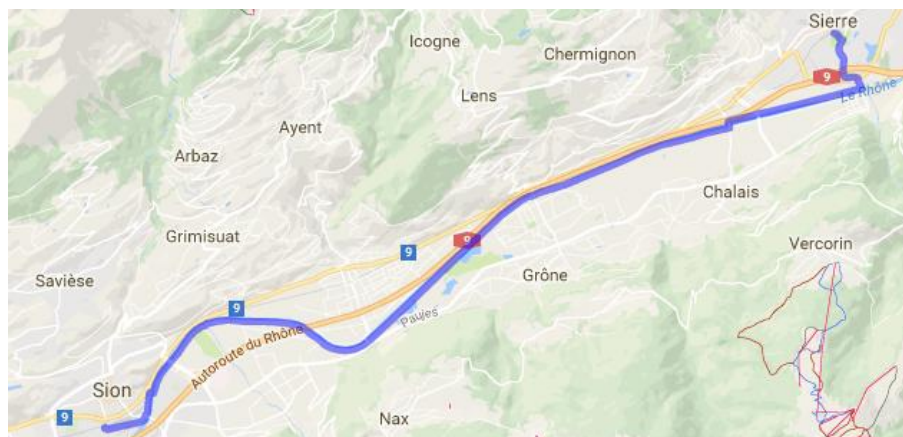 Sierre
Icogne
Chermignon
9
Le Rhône
Lens
Ayent
Arbaz
Chalais
Grimisuat
9
9
Vercorin
Savièse
Grône
9
Paujes
Autoroute du Rhône
Sion
9
Nax